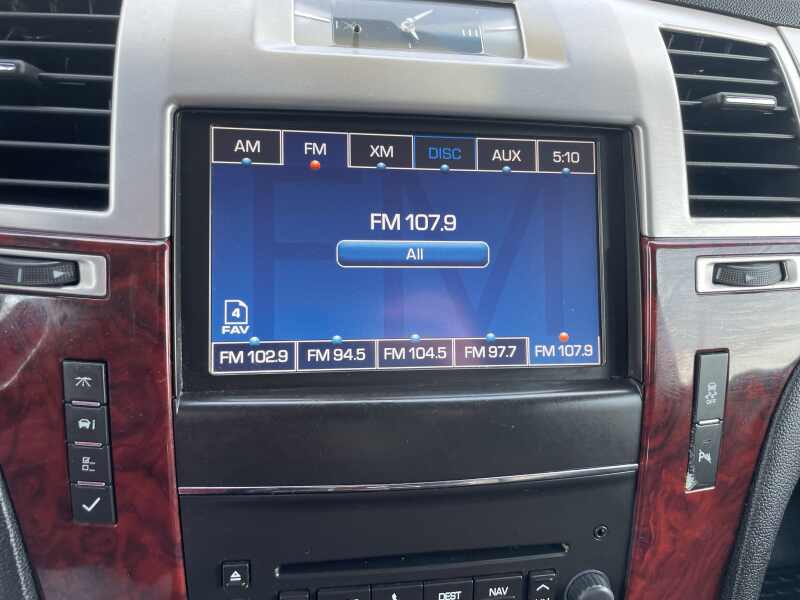 AM FM XM DISC AUX 5:10
FM 107.9
All
4
FAV
FM 102.9 FM 94.5 FM 104.5 FM 97.7 FM 107.9
DEST NAV